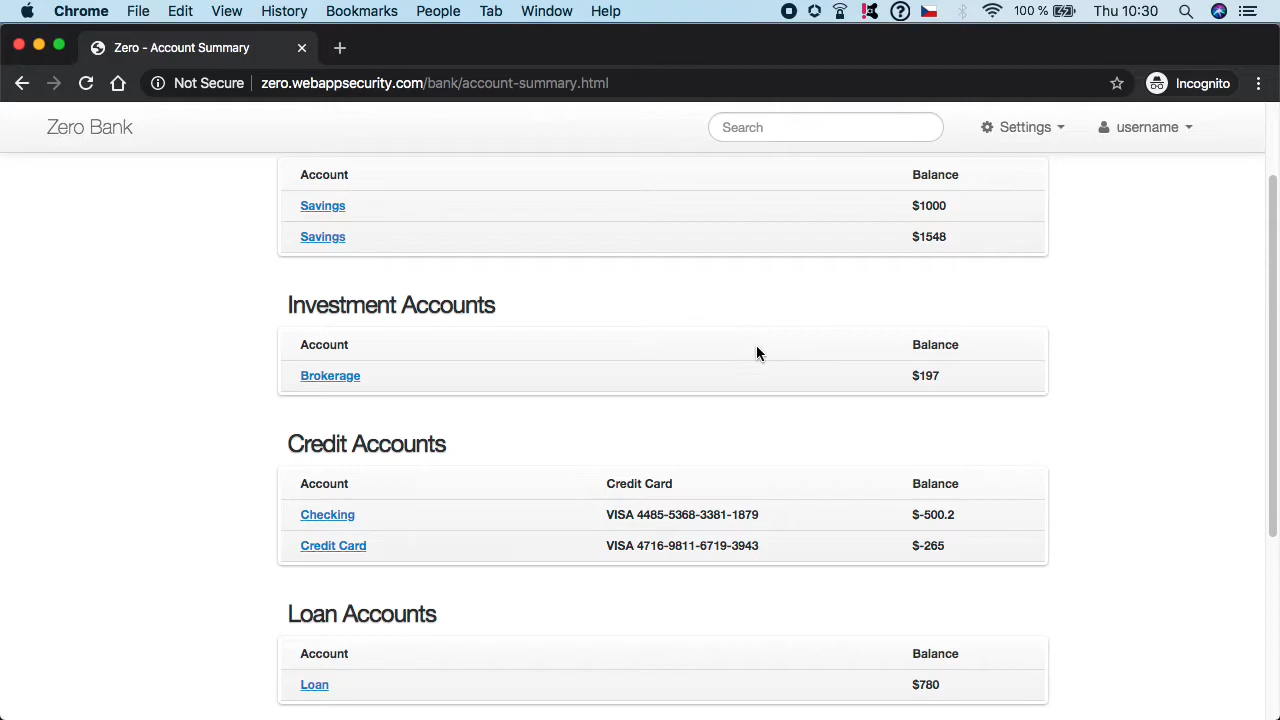 Chrome File Edit View History Bookmarks People Tab Window Help 100 % Thu 10:30
Zero - Account Summary
Not Secure zero.webappsecurity.com/bank/account-summary.html Incognito
Zero Bank Search Settings username
Account Balance
Savings $1000
Savings $1548
Investment Accounts
Account Balance
Brokerage $197
Credit Accounts
Account Credit Card Balance
Checking VISA 4485-5368-3381-1879 $-500.2
Credit Card VISA 4716-9811-6719-3943 $-265
Loan Accounts
Account Balance
Loan $780